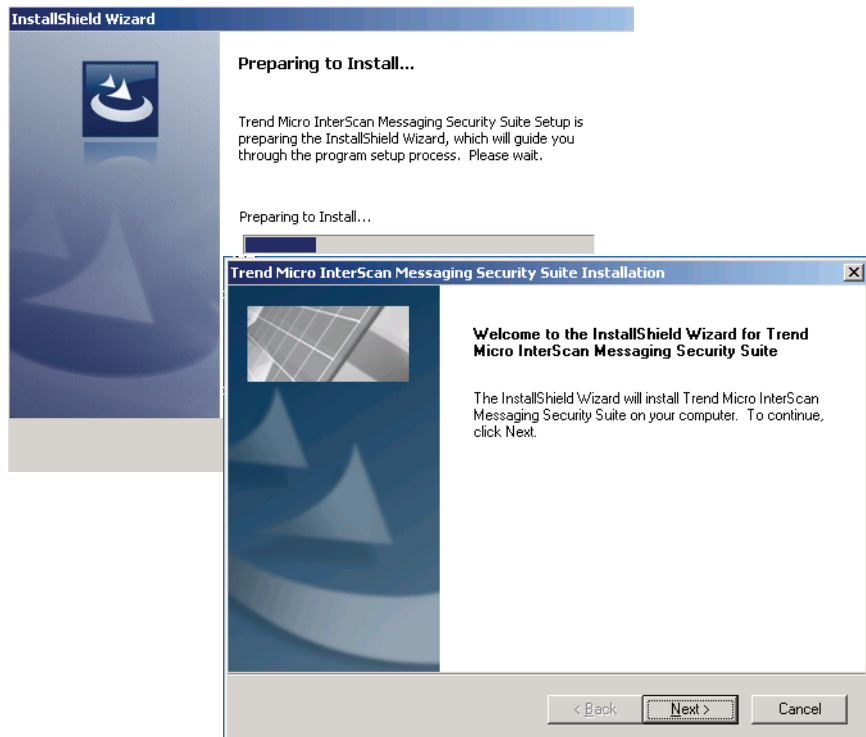 InstallShield Wizard
Preparing to Install...
Trend Micro InterScan Messaging Security Suite Setup is
preparing the InstallShield Wizard, which will guide you
through the program setup process. Please wait.
Preparing to Install...
Trend Micro InterScan Messaging Security Suite Installation
Welcome to the InstallShield Wizard for Trend
Micro InterScan Messaging Security Suite
The InstallShield Wizard will install Trend Micro InterScan
Messaging Security Suite on your computer. To continue,
click Next.
< Back Next > Cancel